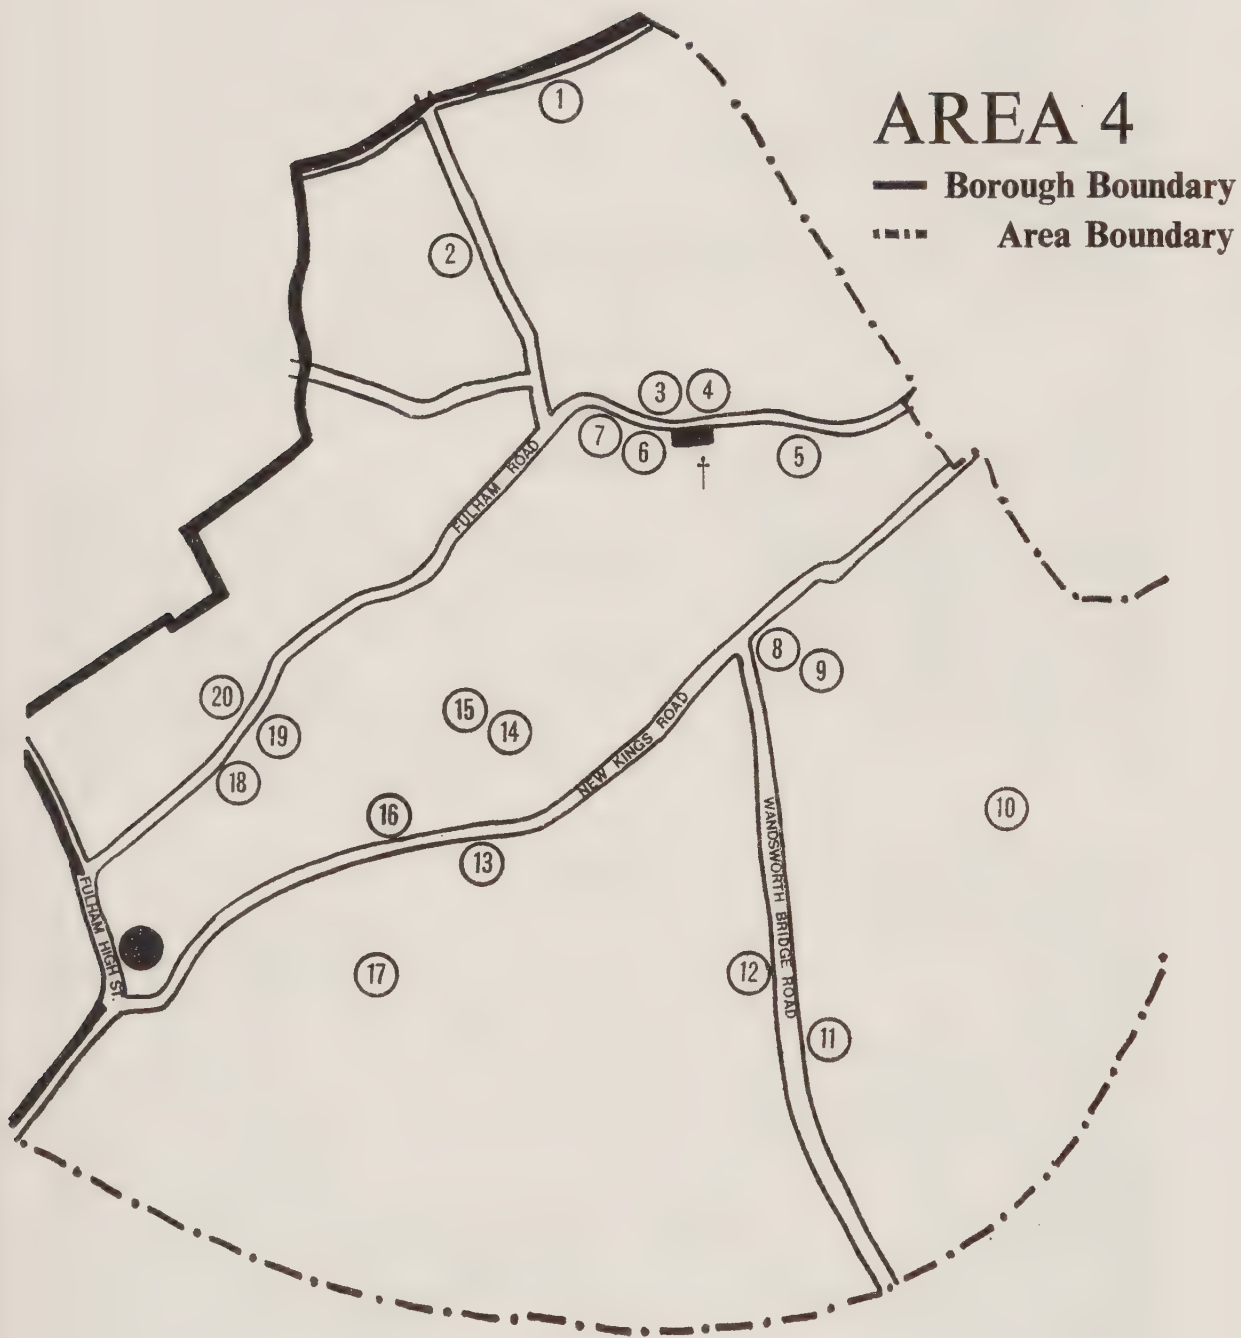 AREA 4
Borough Boundary
Area Boundary
1
2
3
4
7
6
5
FULHAM ROAD
8
9
20
15
19
14
NEW KINGS ROAD
18
16
10
13
WANDSWORTH BRIDGE ROAD
FULHAM HIGH ST.
17
12
11